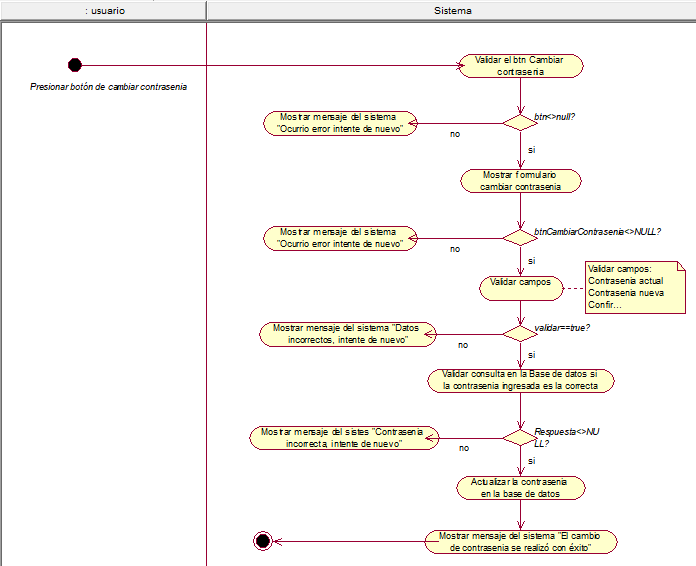 : usuario
Sistema
Presionar botón de cambiar contrasenia
Validar el btn Cambiar
contrasenia
btn<>null?
Mostrar mensaje del sistema
"Ocurrio error intente de nuevo"
no
si
Mostrar formulario
cambiar contrasenia
btnCambiarContrasenia<>NULL?
Mostrar mensaje del sistema
"Ocurrio error intente de nuevo"
no
si
Validar campos
Validar campos:
Contrasenia actual
Contrasenia nueva
Confir...
Mostrar mensaje del sistema "Datos
incorrectos, intente de nuevo"
validar==true?
no
si
Validar consulta en la Base de datos si
la contrasenia ingresada es la correcta
Mostrar mensaje del sistes "Contrasenia
incorrecta, intente de nuevo"
Respuesta<>NU
LL?
no
si
Actualizar la contrasenia
en la base de datos
Mostrar mensaje del sistema "El cambio
de contrasenia se realizó con éxito"